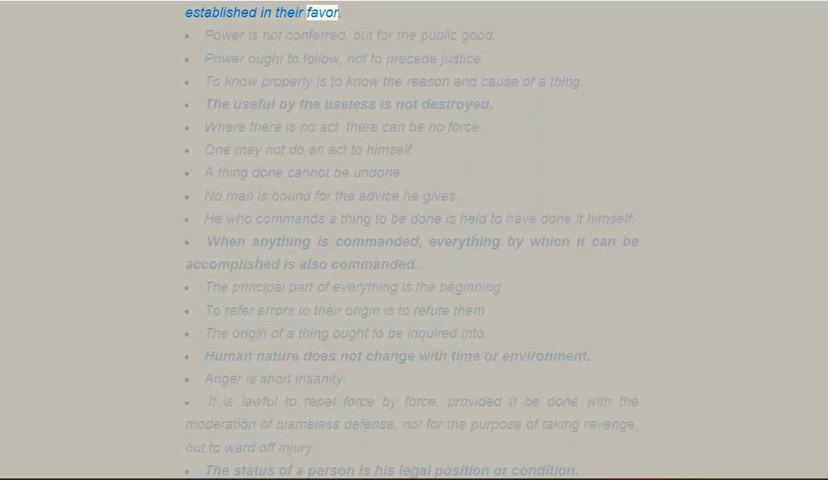 established in their favor.
• Power is not conferred, but for the public good.
• Power ought to follow, not to precede justice.
• To know properly is to know the reason and cause of a thing.
• The useful by the useless is not destroyed.
• Where there is no act, there can be no force.
• One may not do an act to himself.
• A thing done cannot be undone.
• No man is bound for the advice he gives.
• He who commands a thing to be done is held to have done it himself.
• When anything is commanded, everything by which it can be
accomplished is also commanded.
• The principal part of everything is the beginning.
• To refer errors to their origin is to refute them.
• The origin of a thing ought to be inquired into.
• Human nature does not change with time or environment.
• Anger is short insanity.
• It is lawful to repel force by force, provided it be done with the
moderation of blameless defense, not for the purpose of taking revenge,
but to ward off injury.
• The status of a person is his legal position or condition.